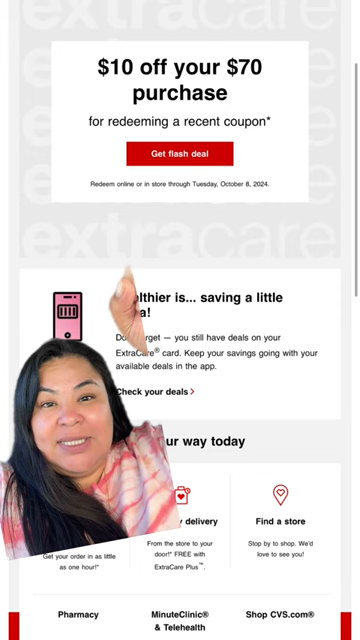 extracare
$10 off your $70
purchase
for redeeming a recent coupon*
Get flash deal
Redeem online or in store through Tuesday, October 8, 2024.
extracare
lthier is... saving a little
a!
Do rget — you still have deals on your
ExtraCare® card. Keep your savings going with your
available deals in the app.
Check your deals >
ur way today
y delivery
Find a store
Get your order in as little
as one hour!*
From the store to your
door!* FREE with
ExtraCare Plus™.
Stop by to shop. We'd
love to see you!
Pharmacy
MinuteClinic®
& Telehealth
Shop CVS.com®